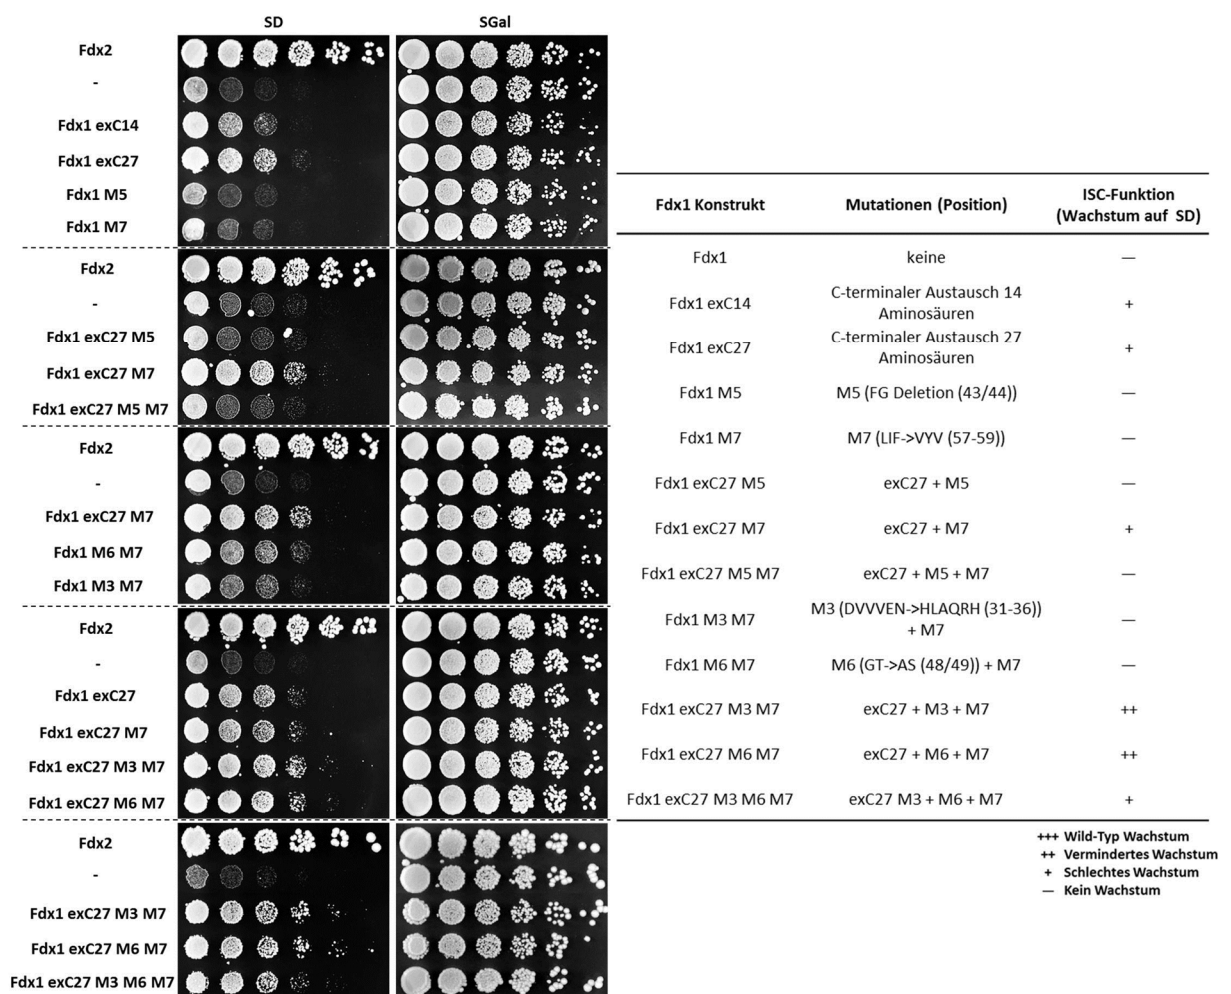 SD SGal
Fdx2
-
Fdx1 exC14
Fdx1 exC27
Fdx1 M5
Fdx1 M7
Fdx2
-
Fdx1 exC27 M5
Fdx1 exC27 M7
Fdx1 exC27 M5 M7
Fdx2
-
Fdx1 exC27 M7
Fdx1 M6 M7
Fdx1 M3 M7
Fdx2
-
Fdx1 exC27
Fdx1 exC27 M7
Fdx1 exC27 M3 M7
Fdx1 exC27 M6 M7
Fdx2
-
Fdx1 exC27 M3 M7
Fdx1 exC27 M6 M7
Fdx1 exC27 M3 M6 M7
Fdx1 Konstrukt Mutationen (Position) ISC-Funktion
(Wachstum auf SD)
Fdx1 keine —
Fdx1 exC14 C-terminaler Austausch 14
Aminosäuren +
Fdx1 exC27 C-terminaler Austausch 27
Aminosäuren +
Fdx1 M5 M5 (FG Deletion (43/44)) —
Fdx1 M7 M7 (LIF->VYV (57-59)) —
Fdx1 exC27 M5 exC27 + M5 —
Fdx1 exC27 M7 exC27 + M7 +
Fdx1 exC27 M5 M7 exC27 + M5 + M7 —
Fdx1 M3 M7 M3 (DVVVEN->HLAQRH (31-36))
+ M7 —
Fdx1 M6 M7 M6 (GT->AS (48/49)) + M7 —
Fdx1 exC27 M3 M7 exC27 + M3 + M7 ++
Fdx1 exC27 M6 M7 exC27 + M6 + M7 ++
Fdx1 exC27 M3 M6 M7 exC27 M3 + M6 + M7 +
+++ Wild-Typ Wachstum
++ Vermindertes Wachstum
+ Schlechtes Wachstum
— Kein Wachstum